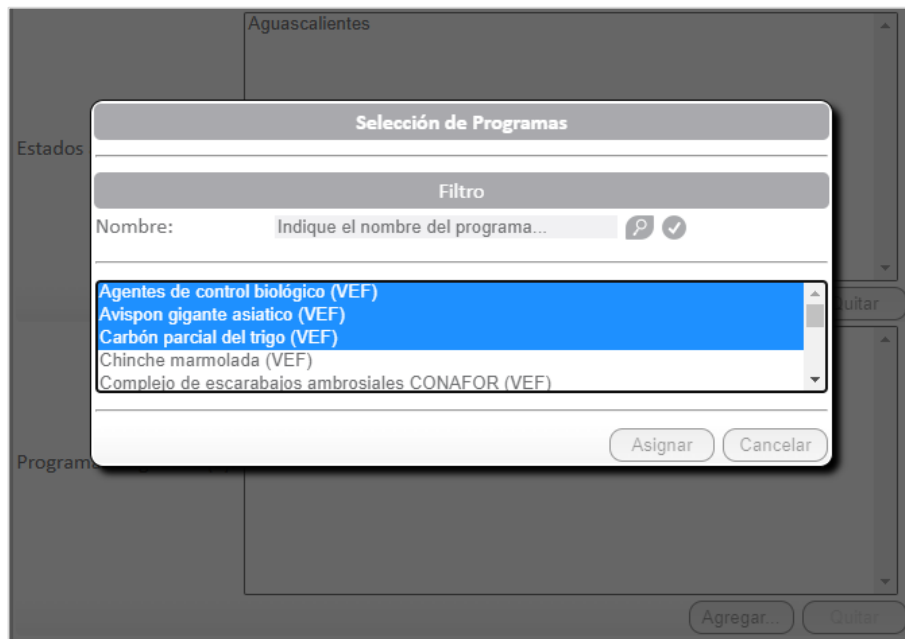 Aguascalientes
Selección de Programas
Estados
Filtro
Nombre: Indique el nombre del programa...
Agentes de control biológico (VEF)
Avispon gigante asiatico (VEF)
Carbón parcial del trigo (VEF)
Chinche marmolada (VEF)
Complejo de escarabajos ambrosiales CONAFOR (VEF)
Asignar Cancelar
Agregar... Quitar